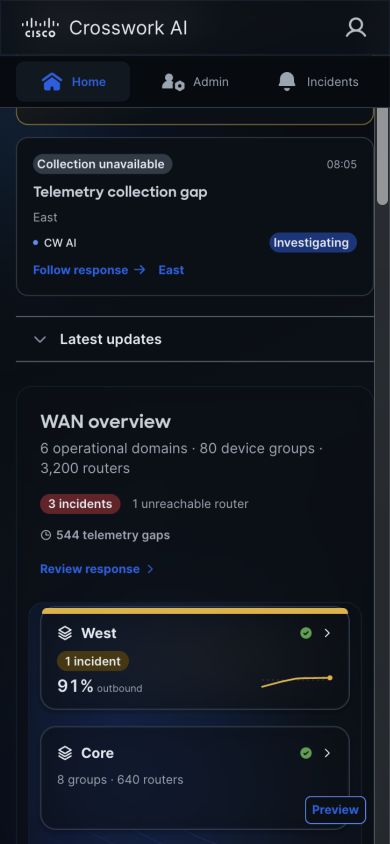 CISCO Crosswork AI
Home Admin Incidents
Collection unavailable 08:05
Telemetry collection gap
East
CW AI Investigating
Follow response → East
Latest updates
WAN overview
6 operational domains · 80 device groups ·
3,200 routers
3 incidents 1 unreachable router
544 telemetry gaps
Review response
West
1 incident
91% outbound
Core
8 groups · 640 routers
Preview